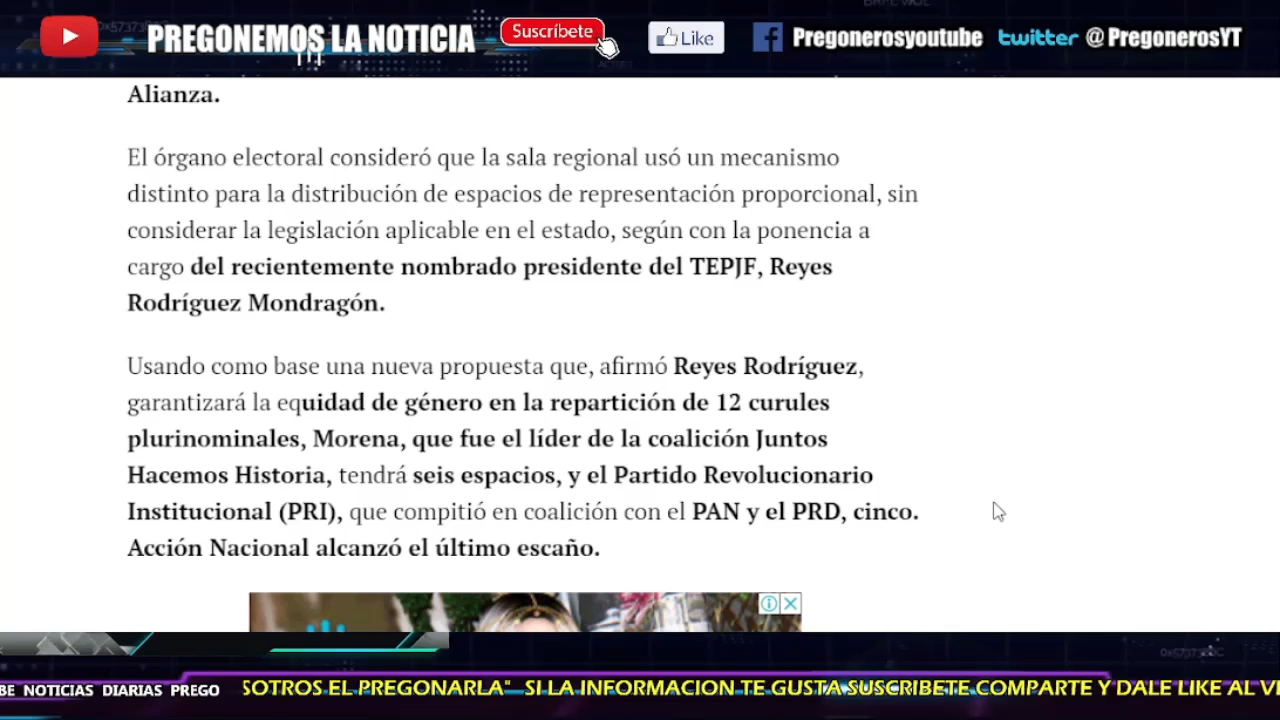 PREGONEMOS LA NOTICIA
Suscríbete
Like
Pregonerosyoutube
twitter @PregonerosYT
Alianza.
El órgano electoral consideró que la sala regional usó un mecanismo
distinto para la distribución de espacios de representación proporcional, sin
considerar la legislación aplicable en el estado, según con la ponencia a
cargo del recientemente nombrado presidente del TEPJF, Reyes
Rodríguez Mondragón.
Usando como base una nueva propuesta que, afirmó Reyes Rodríguez,
garantizará la equidad de género en la repartición de 12 curules
plurinominales, Morena, que fue el líder de la coalición Juntos
Hacemos Historia, tendrá seis espacios, y el Partido Revolucionario
Institucional (PRI), que compitió en coalición con el PAN y el PRD, cinco.
Acción Nacional alcanzó el último escaño.
BE NOTICIAS DIARIAS PREGO
SOTROS EL PREGONARLA" SI LA INFORMACION TE GUSTA SUSCRIBETE COMPARTE Y DALE LIKE AL VI